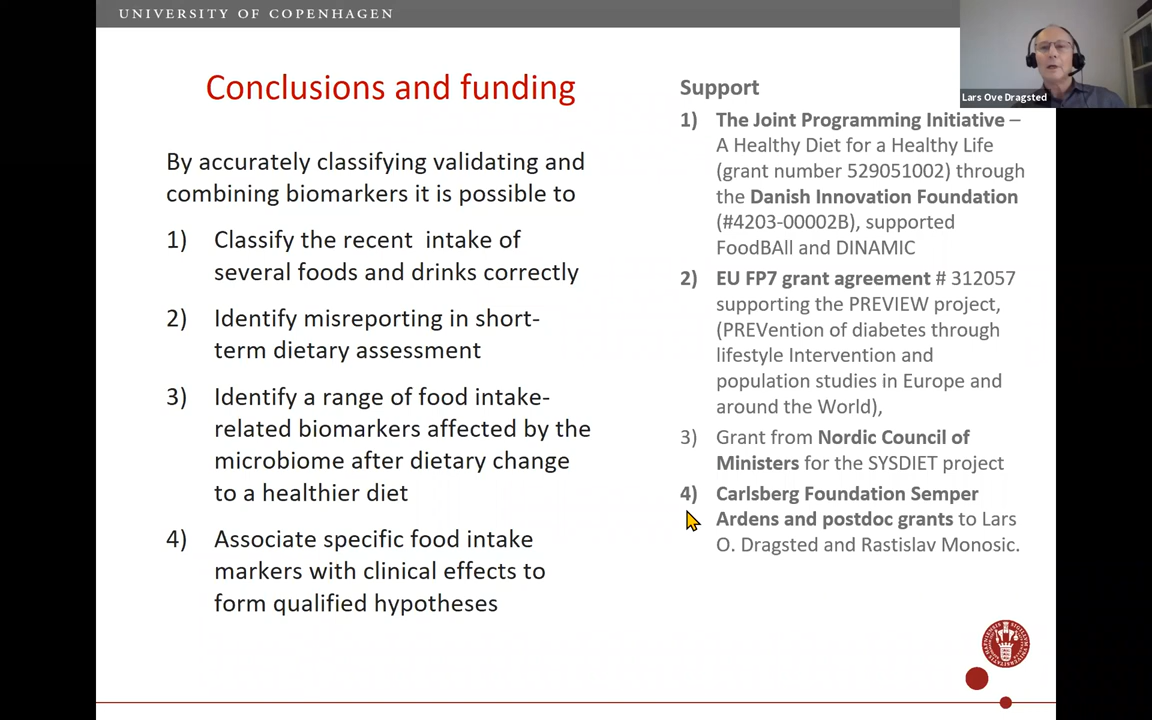 UNIVERSITY OF COPENHAGEN
Lars Ove Dragsted
Conclusions and funding
By accurately classifying validating and
combining biomarkers it is possible to
1) Classify the recent intake of
several foods and drinks correctly
2) Identify misreporting in short-
term dietary assessment
3) Identify a range of food intake-
related biomarkers affected by the
microbiome after dietary change
to a healthier diet
4) Associate specific food intake
markers with clinical effects to
form qualified hypotheses
Support
1) The Joint Programming Initiative –
A Healthy Diet for a Healthy Life
(grant number 529051002) through
the Danish Innovation Foundation
(#4203-00002B), supported
FoodBAll and DINAMIC
2) EU FP7 grant agreement # 312057
supporting the PREVIEW project,
(PREVention of diabetes through
lifestyle Intervention and
population studies in Europe and
around the World),
3) Grant from Nordic Council of
Ministers for the SYSDIET project
4) Carlsberg Foundation Semper
Ardens and postdoc grants to Lars
O. Dragsted and Rastislav Monosic.